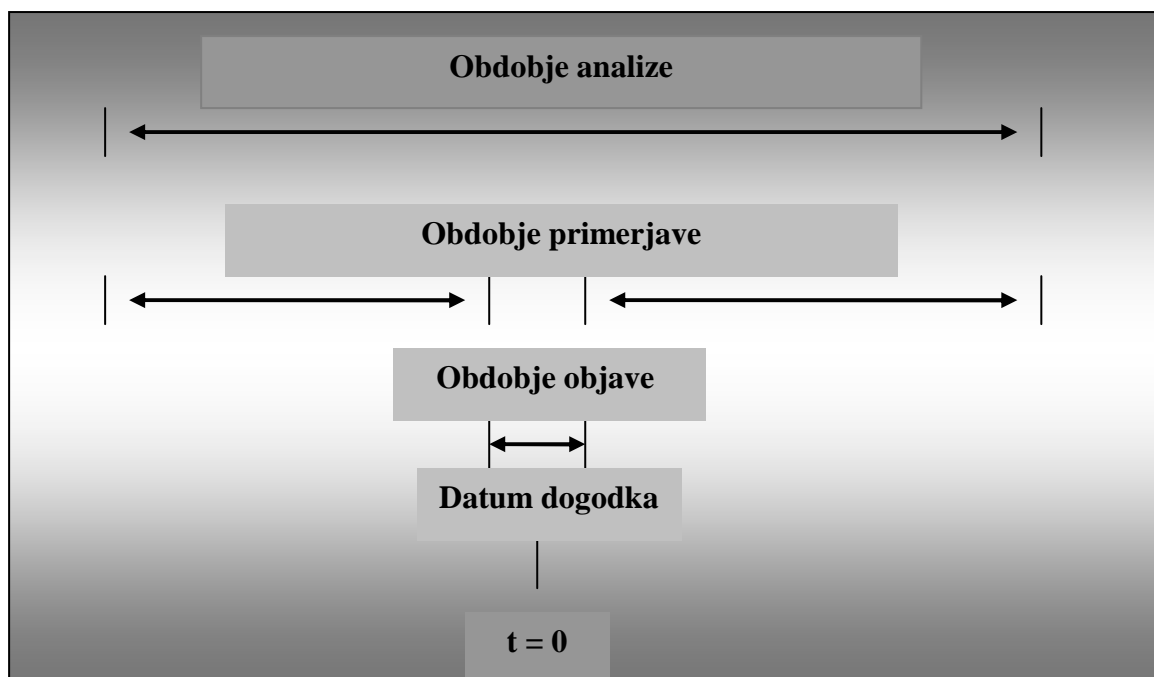 Obdobje analize
Obdobje primerjave
Obdobje objave
Datum dogodka
t = 0